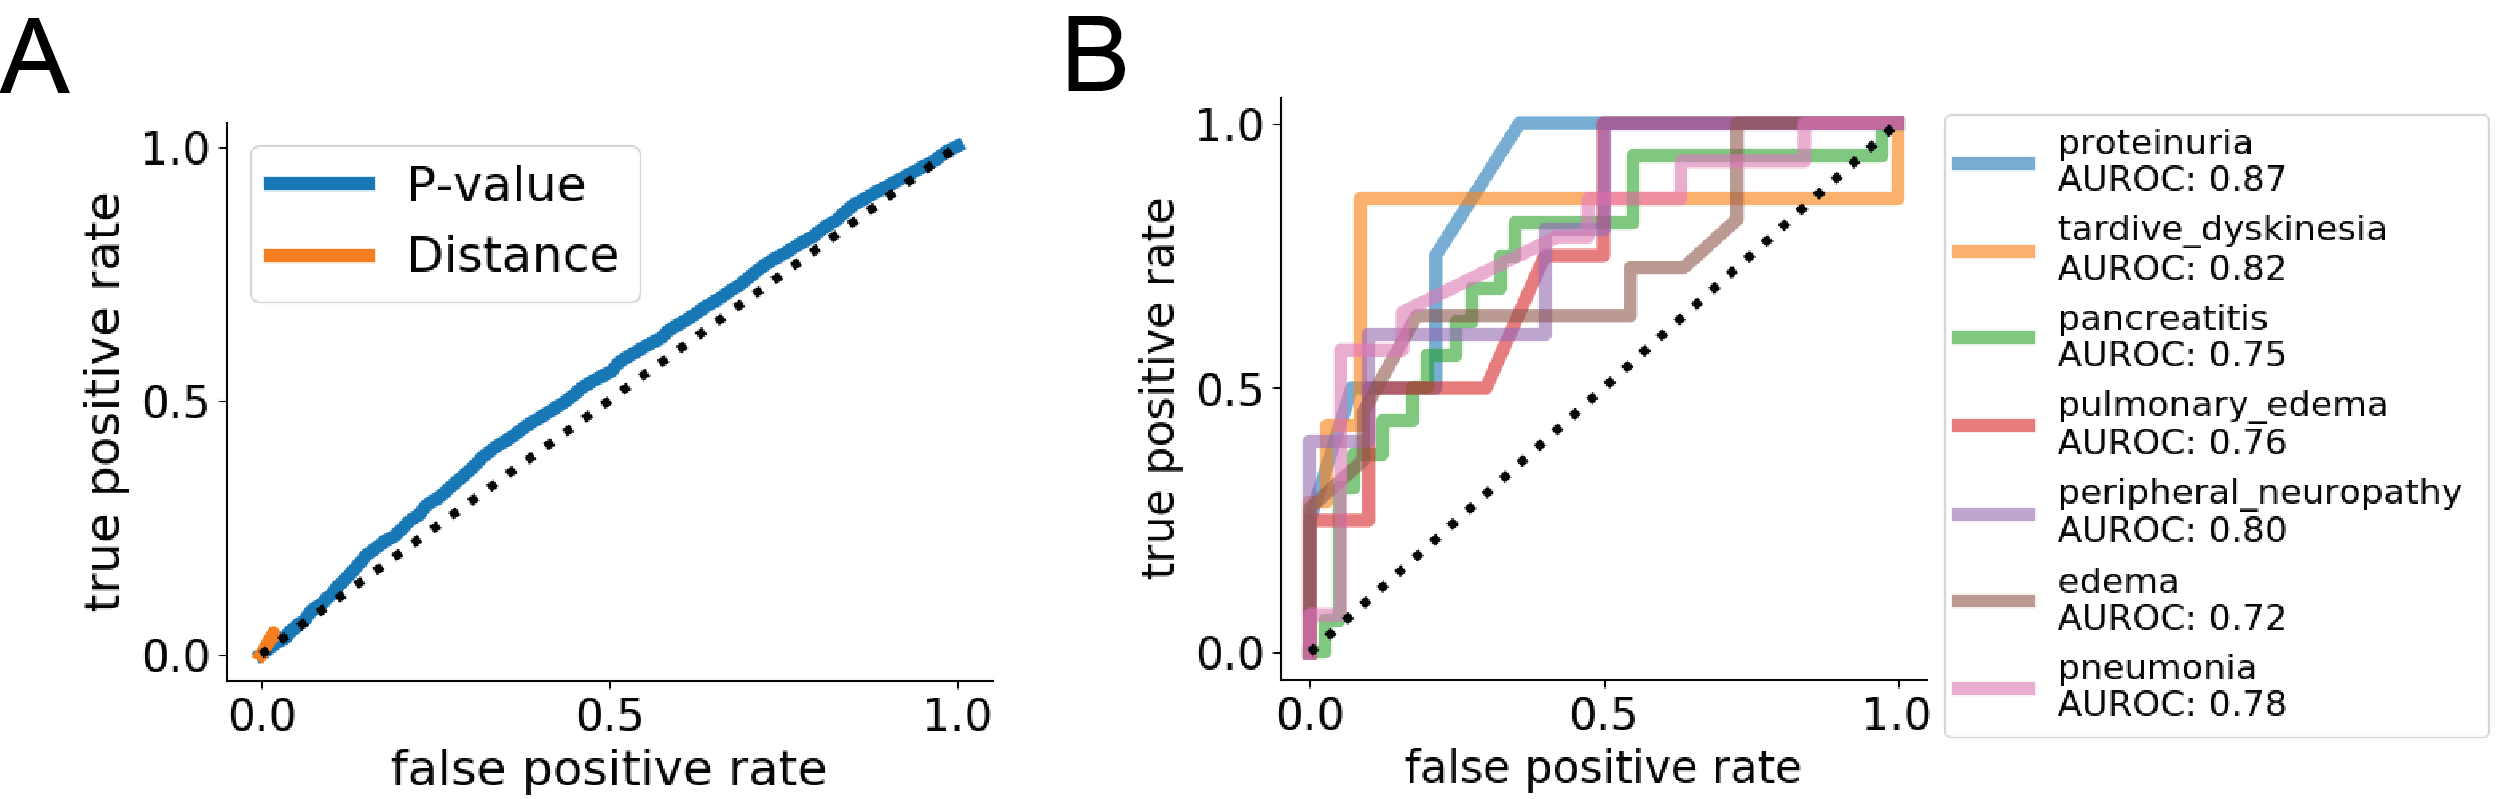 A
1.0
0.5
0.0
true positive rate
P-value
Distance
0.0 0.5 1.0
false positive rate
B
1.0
0.5
0.0
true positive rate
0.0 0.5 1.0
false positive rate
proteinuria
AUROC: 0.87
tardive_dyskinesia
AUROC: 0.82
pancreatitis
AUROC: 0.75
pulmonary_edema
AUROC: 0.76
peripheral_neuropathy
AUROC: 0.80
edema
AUROC: 0.72
pneumonia
AUROC: 0.78